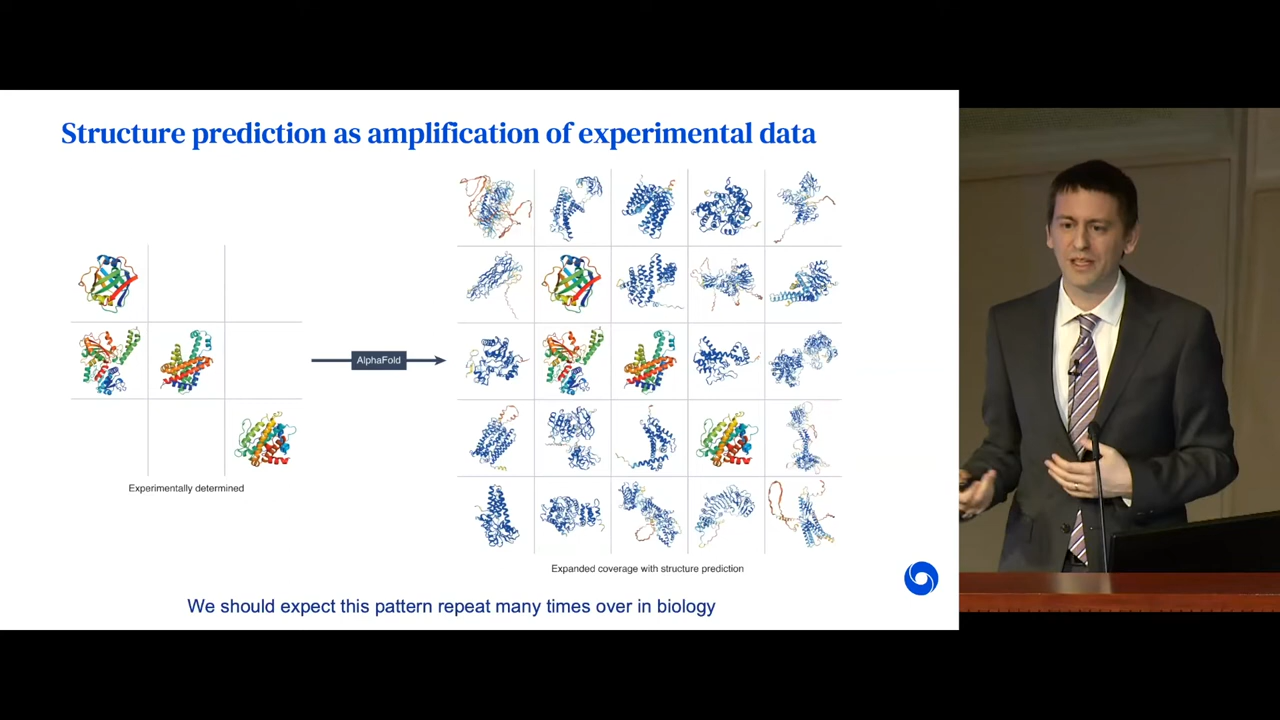 Structure prediction as amplification of experimental data
AlphaFold
Experimentally determined
Expanded coverage with structure prediction
We should expect this pattern repeat many times over in biology